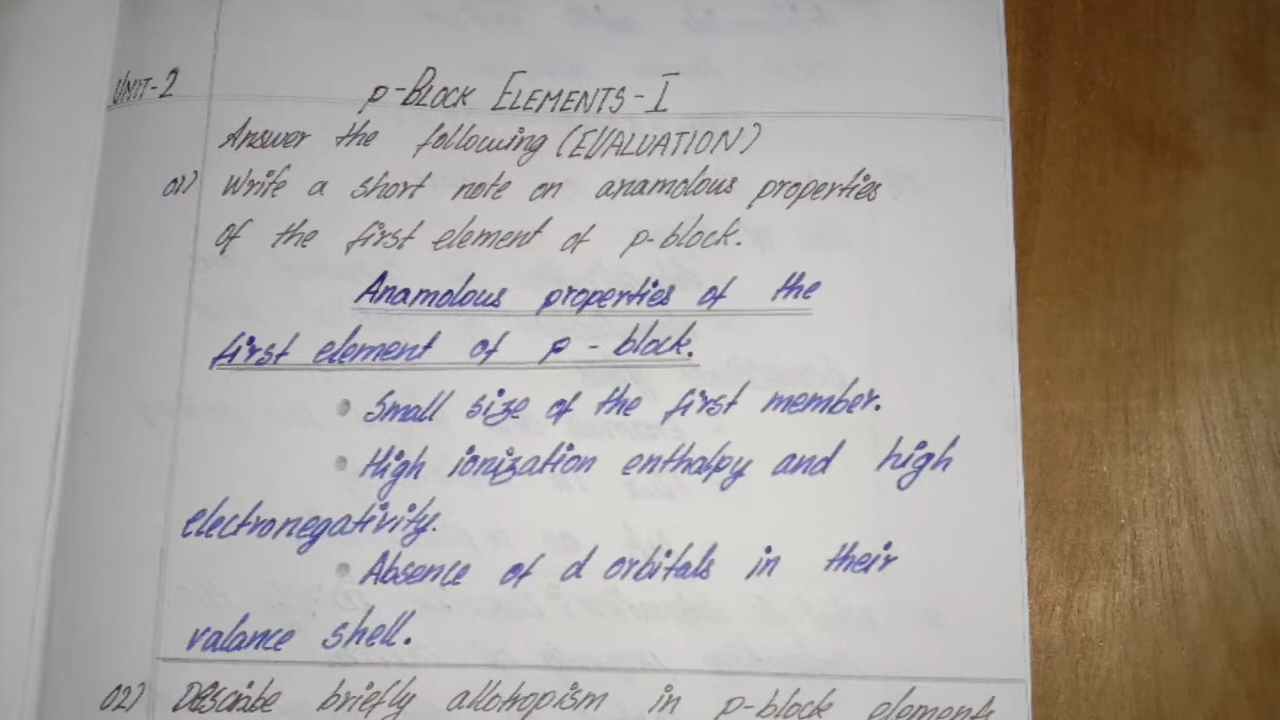 UNIT-2
p-BLOCK ELEMENTS-I
Answer the following (EVALUATION)
01) Write a short note on anamolous properties
of the first element of p-block.
Anamolous properties of the
first element of p - block.
• Small size of the first member.
• High ionization enthalpy and high
electronegativity.
• Absence of d orbitals in their
valance shell.
02) Describe briefly allotropism in p-block elements